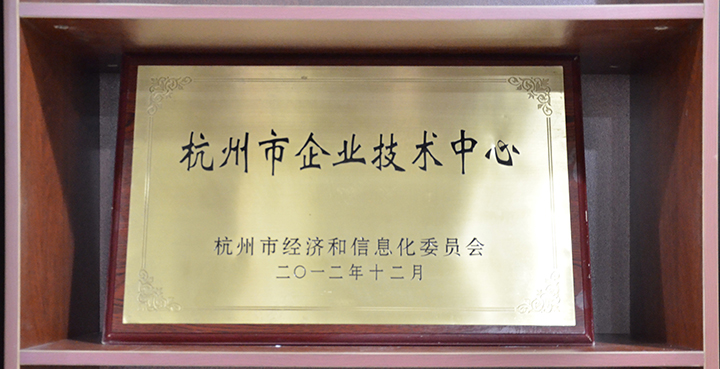 杭州市企业技术中心
杭州市经济和信息化委员会
二〇一二年十二月